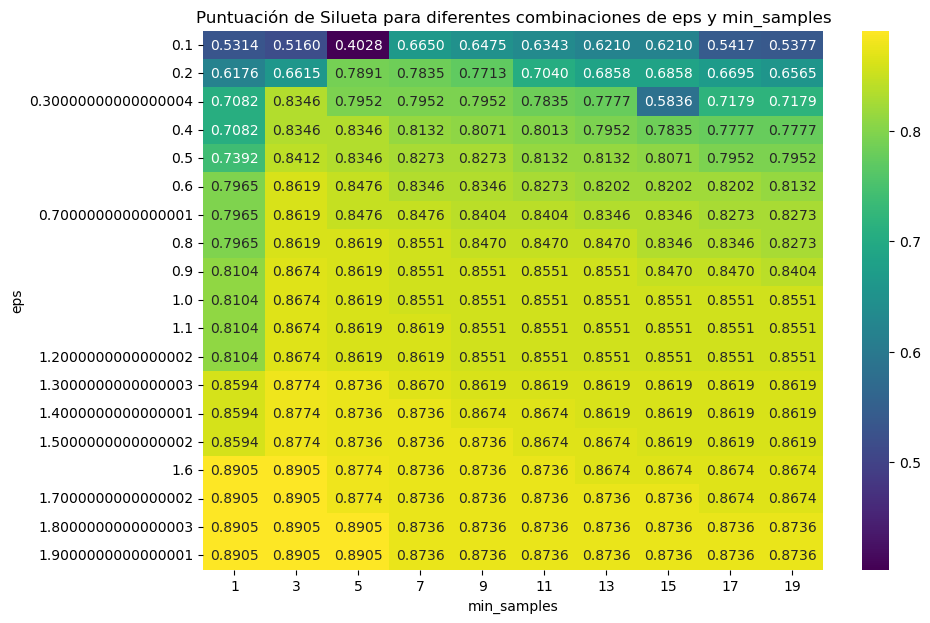 Puntuación de Silueta para diferentes combinaciones de eps y min_samples
0.1 0.5314 0.5160 0.4028 0.6650 0.6475 0.6343 0.6210 0.6210 0.5417 0.5377
0.2 0.6176 0.6615 0.7891 0.7835 0.7713 0.7040 0.6858 0.6858 0.6695 0.6565
0.30000000000000004 0.7082 0.8346 0.7952 0.7952 0.7952 0.7835 0.7777 0.5836 0.7179 0.7179
0.4 0.7082 0.8346 0.8346 0.8132 0.8071 0.8013 0.7952 0.7835 0.7777 0.7777
0.5 0.7392 0.8412 0.8346 0.8273 0.8273 0.8132 0.8132 0.8071 0.7952 0.7952
0.6 0.7965 0.8619 0.8476 0.8346 0.8346 0.8273 0.8202 0.8202 0.8202 0.8132
0.7000000000000001 0.7965 0.8619 0.8476 0.8476 0.8404 0.8404 0.8346 0.8346 0.8273 0.8273
0.8 0.7965 0.8619 0.8619 0.8551 0.8470 0.8470 0.8470 0.8346 0.8346 0.8273
0.9 0.8104 0.8674 0.8619 0.8551 0.8551 0.8551 0.8551 0.8470 0.8470 0.8404
1.0 0.8104 0.8674 0.8619 0.8551 0.8551 0.8551 0.8551 0.8551 0.8551 0.8551
1.1 0.8104 0.8674 0.8619 0.8619 0.8551 0.8551 0.8551 0.8551 0.8551 0.8551
1.2000000000000002 0.8104 0.8674 0.8619 0.8619 0.8551 0.8551 0.8551 0.8551 0.8551 0.8551
1.3000000000000003 0.8594 0.8774 0.8736 0.8670 0.8619 0.8619 0.8619 0.8619 0.8619 0.8619
1.40000000000000001 0.8594 0.8774 0.8736 0.8736 0.8674 0.8674 0.8619 0.8619 0.8619 0.8619
1.5000000000000002 0.8594 0.8774 0.8736 0.8736 0.8736 0.8674 0.8674 0.8619 0.8619 0.8619
1.6 0.8905 0.8905 0.8774 0.8736 0.8736 0.8736 0.8674 0.8674 0.8674 0.8674
1.7000000000000002 0.8905 0.8905 0.8774 0.8736 0.8736 0.8736 0.8736 0.8736 0.8674 0.8674
1.8000000000000003 0.8905 0.8905 0.8905 0.8736 0.8736 0.8736 0.8736 0.8736 0.8736 0.8736
1.90000000000000001 0.8905 0.8905 0.8905 0.8736 0.8736 0.8736 0.8736 0.8736 0.8736 0.8736
1 3 5 7 9 11 13 15 17 19
min_samples
eps
0.8
0.7
0.6
0.5